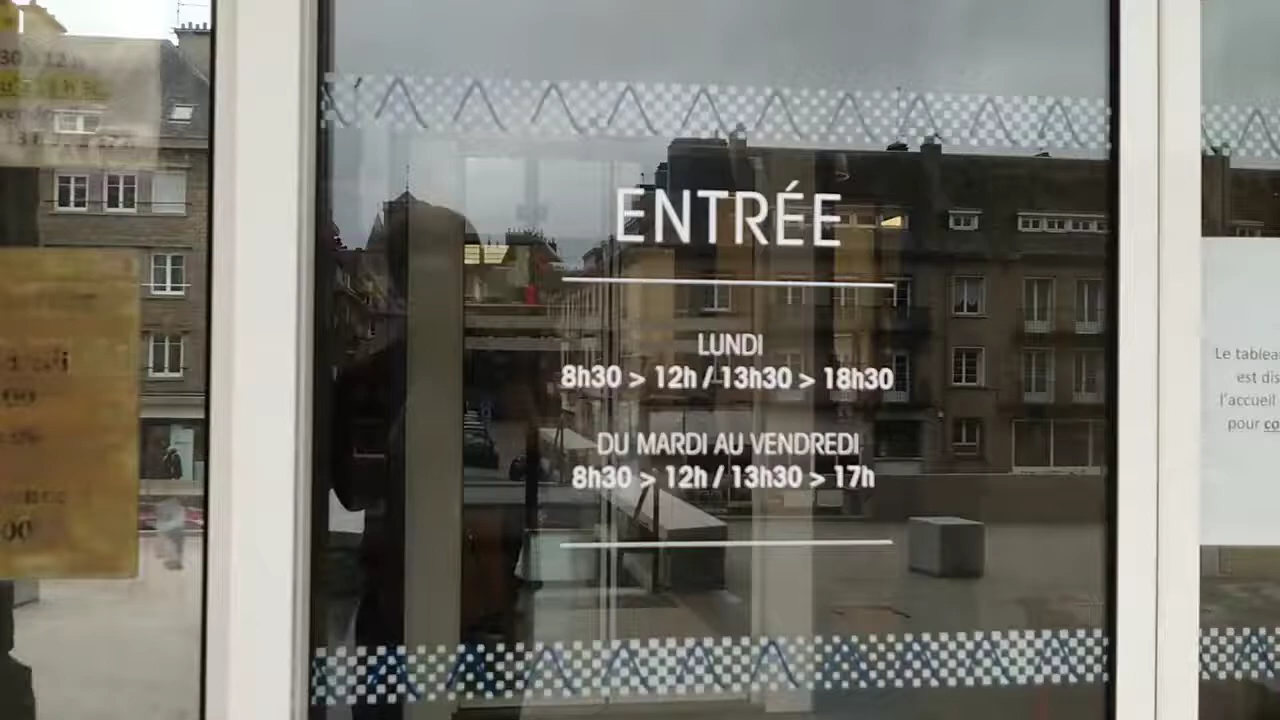 ENTRÉE
LUNDI
8h30 > 12h / 13h30 > 18h30
DU MARDI AU VENDREDI
8h30 > 12h / 13h30 > 17h
Le tablea
est dis
l'accueil
pour co